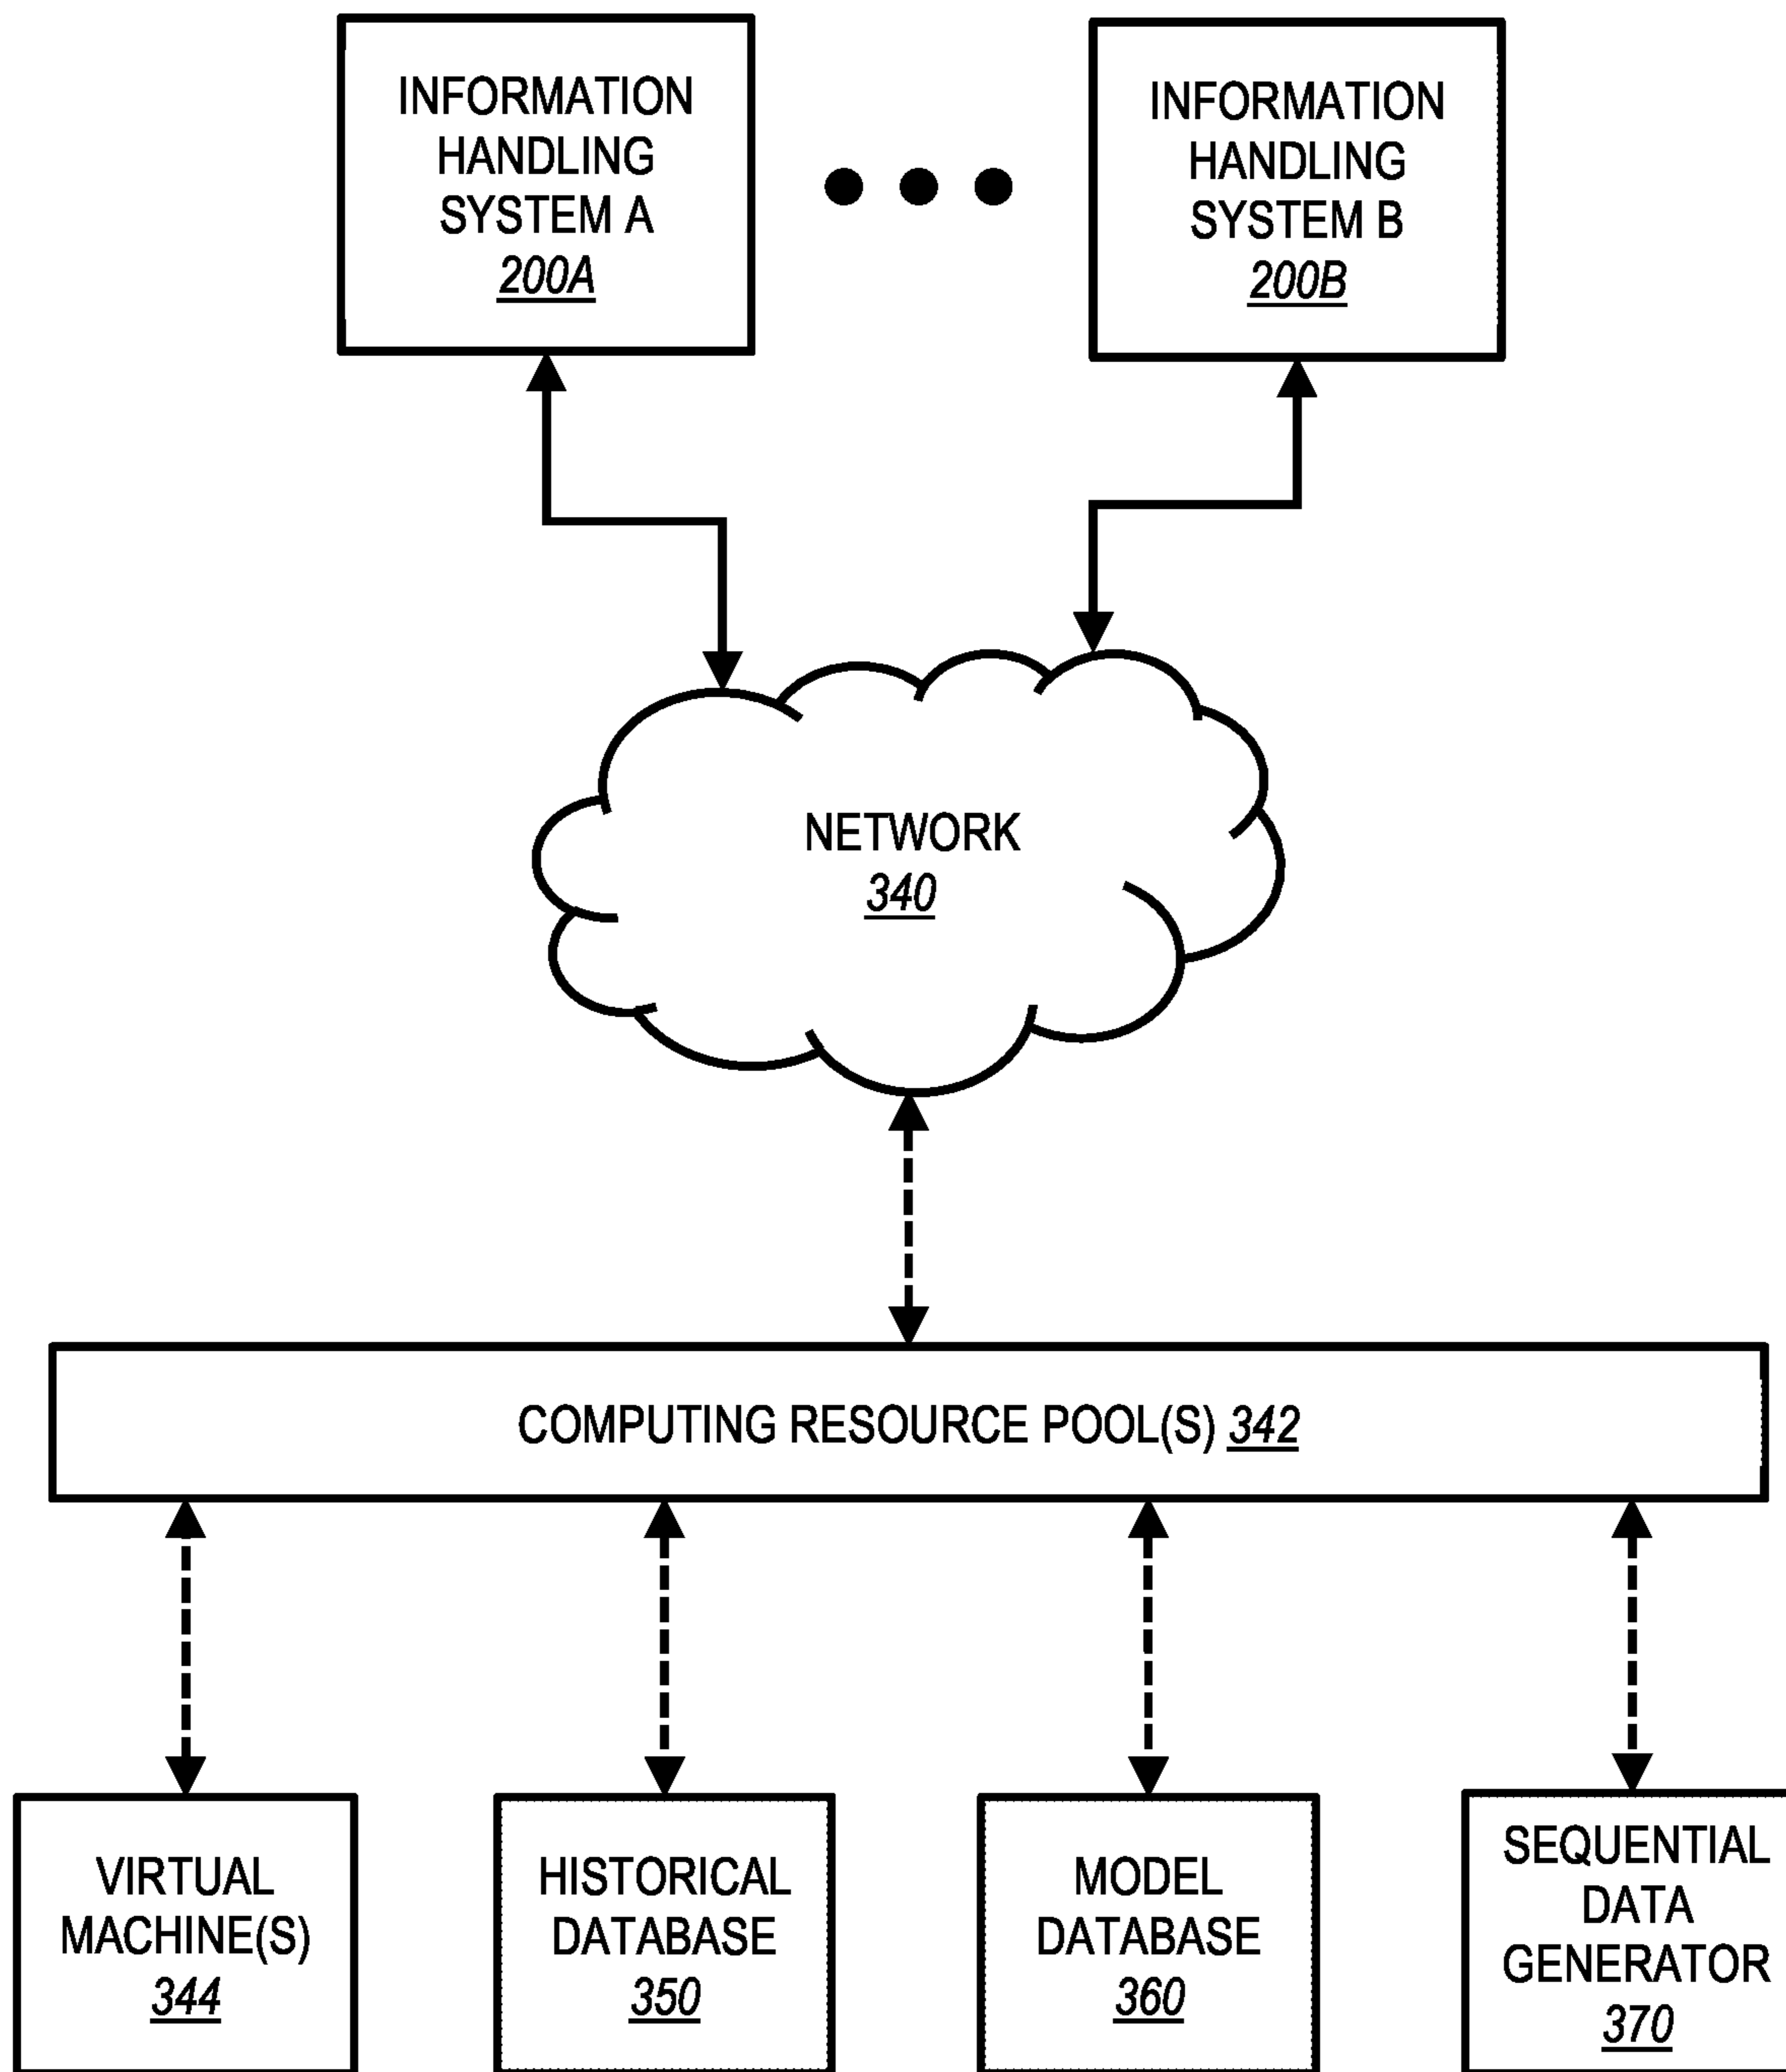 INFORMATION
HANDLING
SYSTEM A
200A
INFORMATION
HANDLING
SYSTEM B
200B
NETWORK
340
COMPUTING RESOURCE POOL(S) 342
VIRTUAL
MACHINE(S)
344
HISTORICAL
DATABASE
350
MODEL
DATABASE
360
SEQUENTIAL
DATA
GENERATOR
370